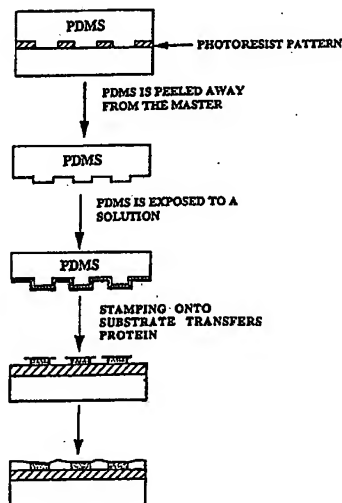 PDMS
PHOTORESIST PATTERN
PDMS IS PEELED AWAY
FROM THE MASTER
PDMS
PDMS IS EXPOSED TO A
SOLUTION
PDMS
STAMPING ONTO
SUBSTRATE TRANSFERS
PROTEIN